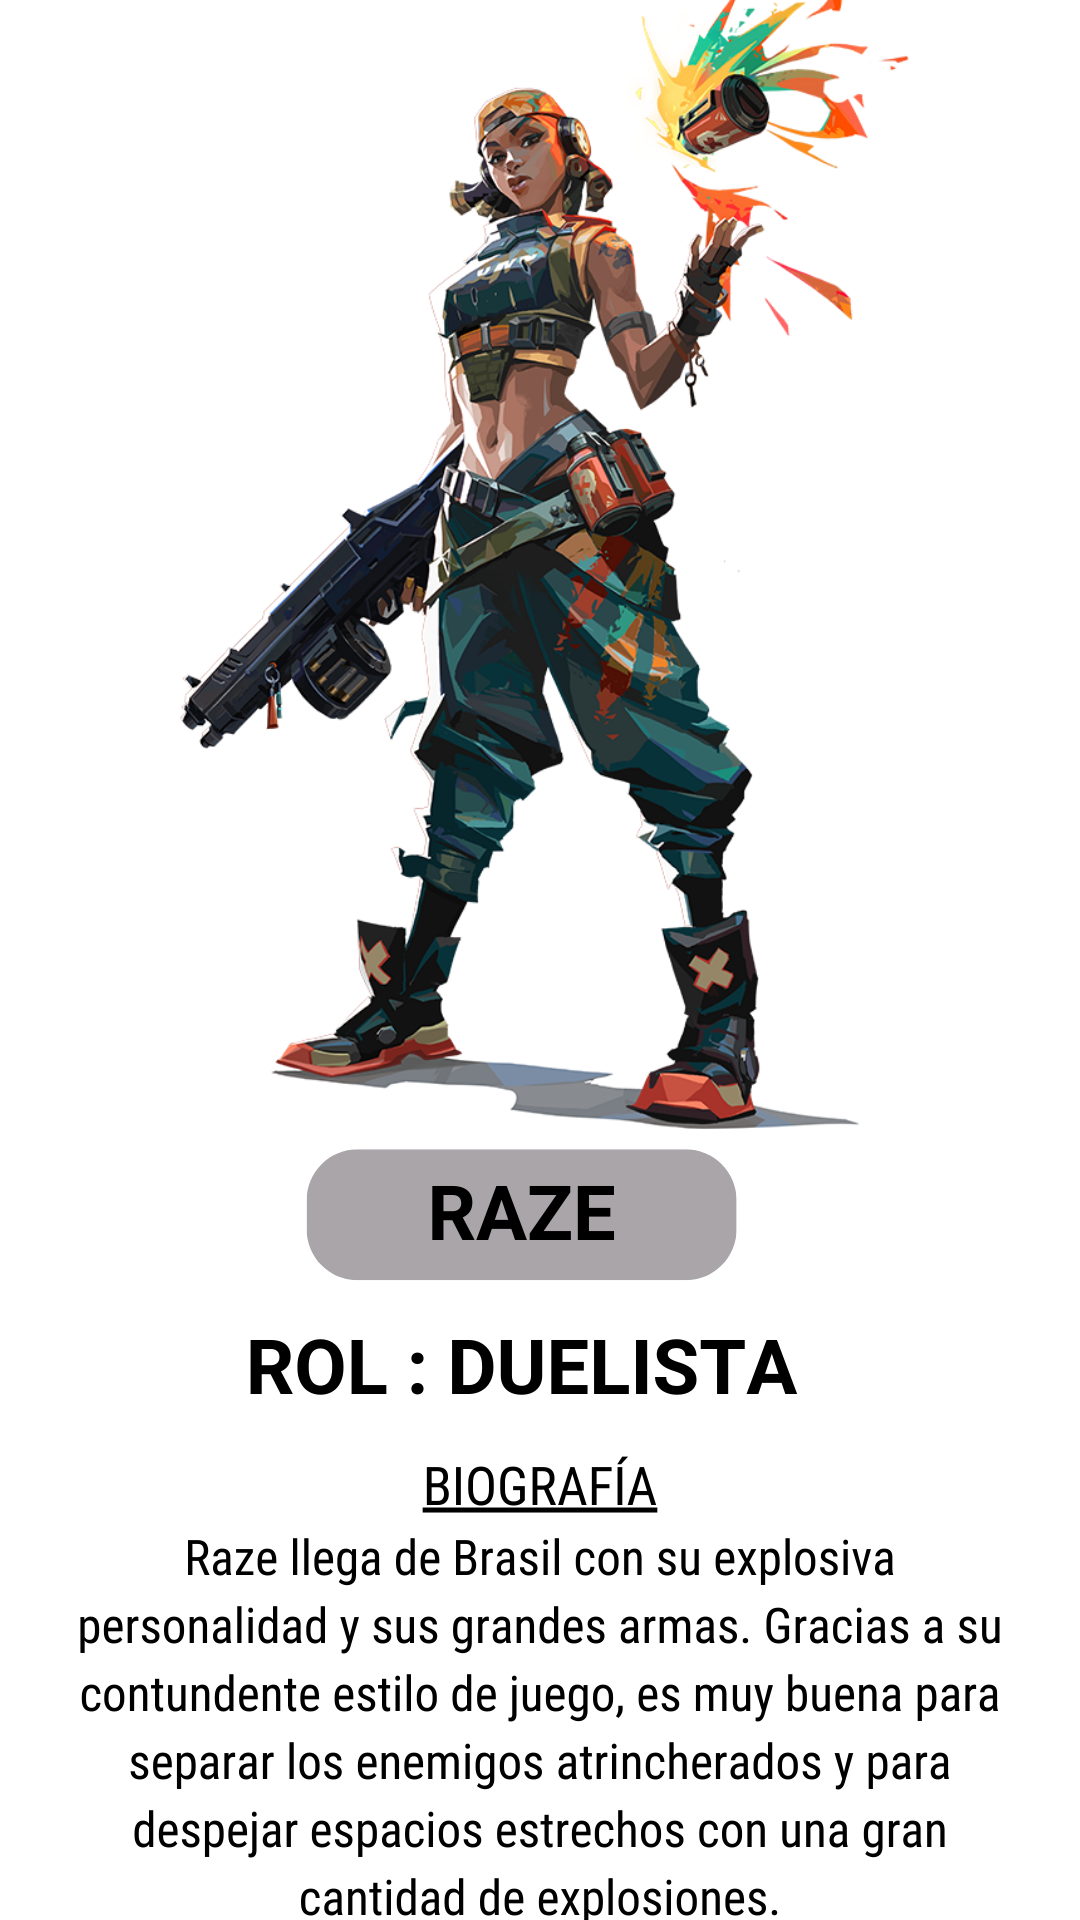 RAZE
ROL : DUELISTA
BIOGRAFÍA
Raze llega de Brasil con su explosiva
personalidad y sus grandes armas. Gracias a su
contundente estilo de juego, es muy buena para
separar los enemigos atrincherados y para
despejar espacios estrechos con una gran
cantidad de explosiones.